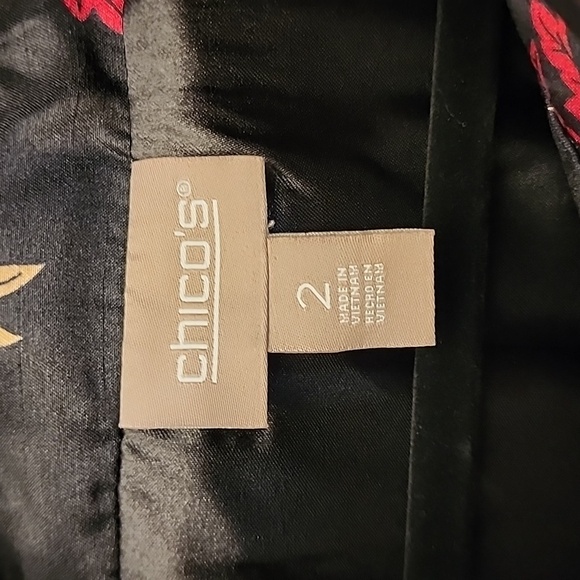 chico's®
2
MADE IN
VIETNAM
HECHO EN
VIETNAM